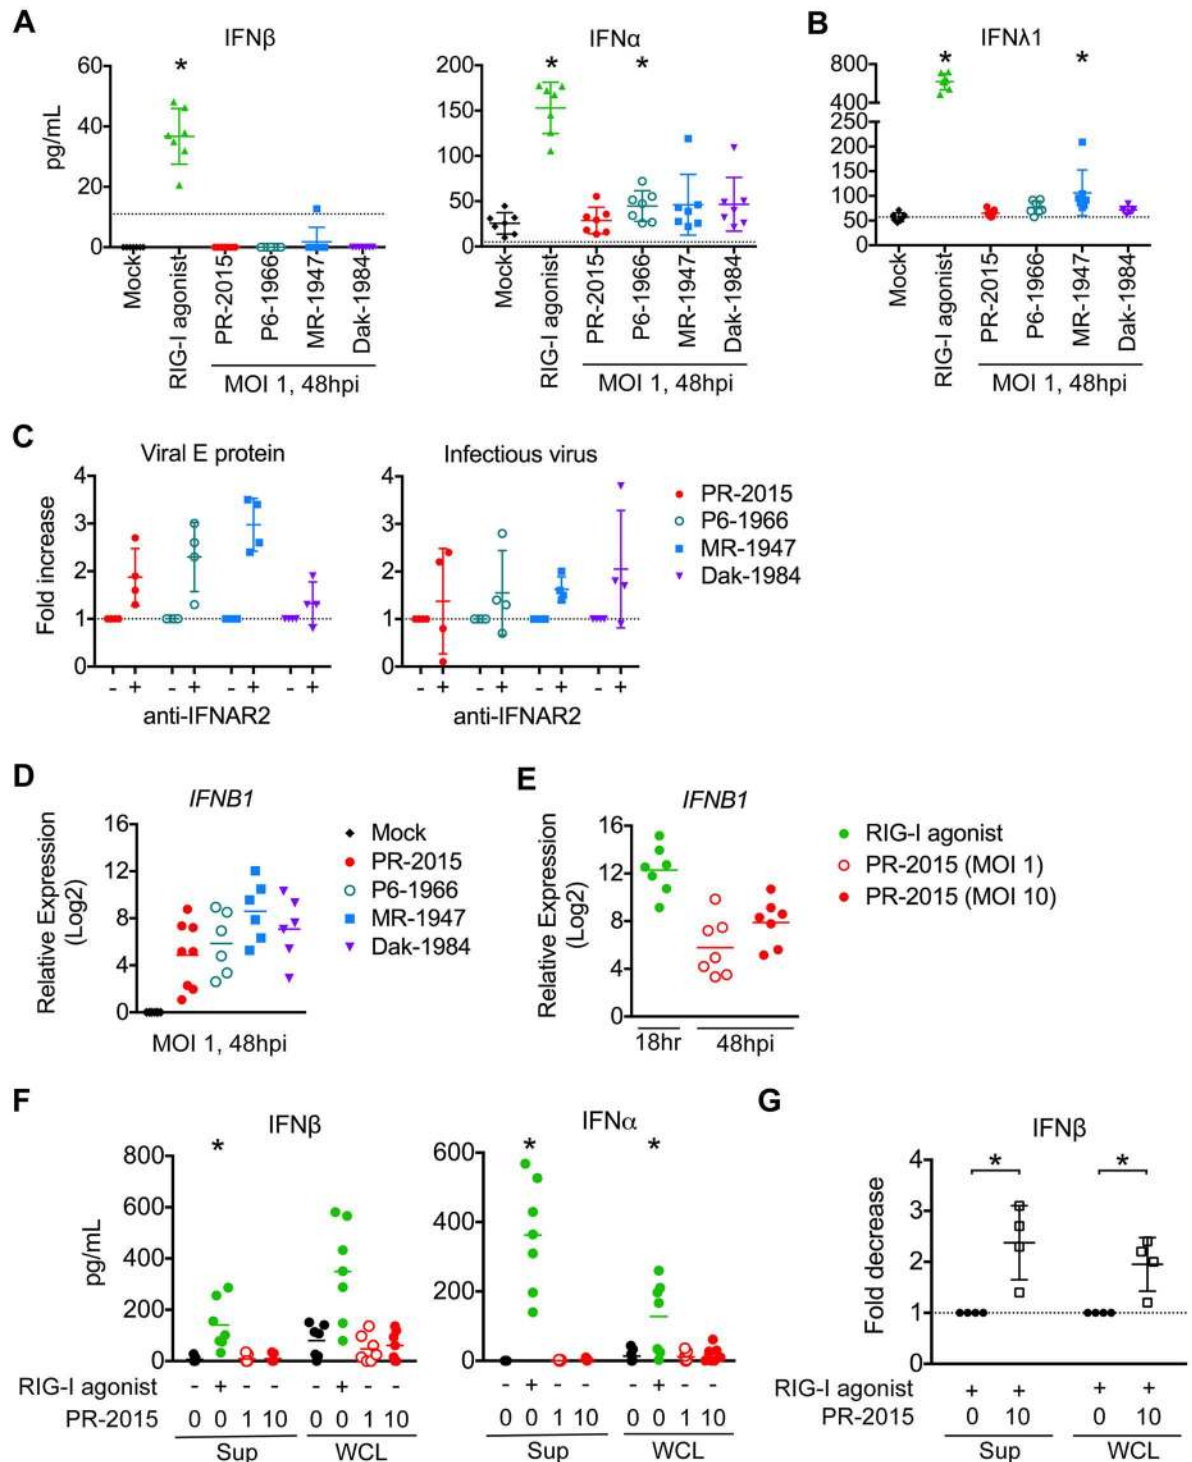 A
IFNβ
IFNα
B
IFNλ1
pg/mL
60
40
20
0
200
150
100
50
0
800
400
250
200
150
100
50
0
Mock
RIG-I agonist
PR-2015
P6-1966
MR-1947
Dak-1984
MOI 1, 48hpi
Mock
RIG-I agonist
PR-2015
P6-1966
MR-1947
Dak-1984
MOI 1, 48hpi
Mock
RIG-I agonist
PR-2015
P6-1966
MR-1947
Dak-1984
MOI 1, 48hpi
* * * * *
C
Viral E protein
Infectious virus
Fold increase
4
3
2
1
0
4
3
2
1
0
- + - + - + - +
anti-IFNAR2
- + - + - + - +
anti-IFNAR2
PR-2015
P6-1966
MR-1947
Dak-1984
D
IFNB1
Relative Expression
(Log2)
16
12
8
4
0
MOI 1, 48hpi
Mock
PR-2015
P6-1966
MR-1947
Dak-1984
E
IFNB1
Relative Expression
(Log2)
16
12
8
4
0
18hr 48hpi
RIG-I agonist
PR-2015 (MOI 1)
PR-2015 (MOI 10)
F
IFNβ
IFNα
pg/mL
800
600
400
200
0
600
400
200
0
* * *
RIG-I agonist - + - - - + - - - + - - - + - -
PR-2015 0 0 1 10 0 0 1 10 0 0 1 10 0 0 1 10
Sup WCL Sup WCL
G
IFNβ
Fold decrease
4
3
2
1
0
* *
RIG-I agonist + + + +
PR-2015 0 10 0 10
Sup WCL